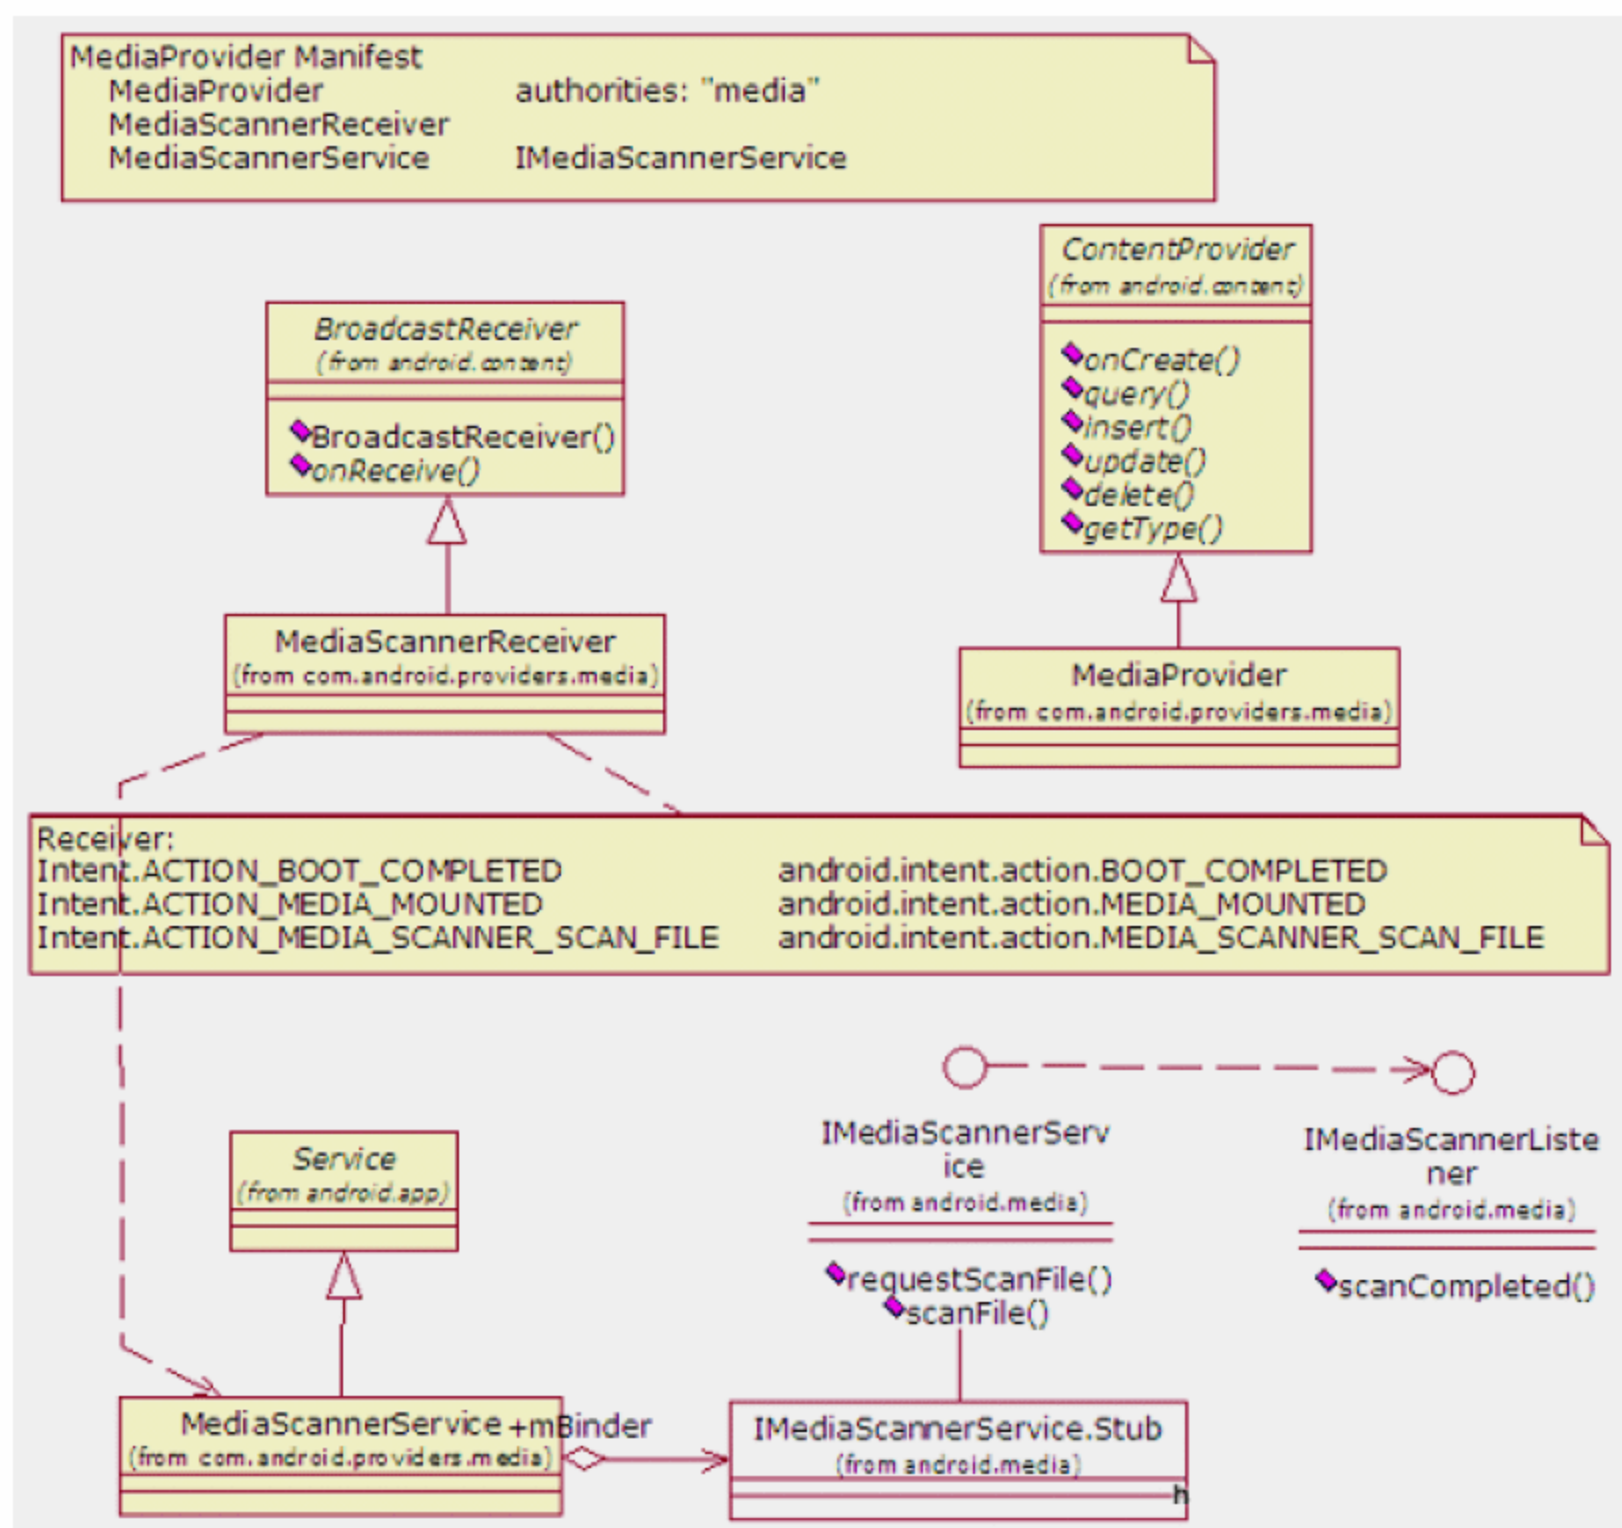 MediaProvider Manifest
MediaProvider authorities: "media"
MediaScannerReceiver
MediaScannerService IMediaScannerService
ContentProvider
(from android.content)
onCreate()
query()
insert()
update()
delete()
getType()
BroadcastReceiver
(from android.content)
BroadcastReceiver()
onReceive()
MediaScannerReceiver
(from com.android.providers.media)
MediaProvider
(from com.android.providers.media)
Receiver:
Intent.ACTION_BOOT_COMPLETED android.intent.action.BOOT_COMPLETED
Intent.ACTION_MEDIA_MOUNTED android.intent.action.MEDIA_MOUNTED
Intent.ACTION_MEDIA_SCANNER_SCAN_FILE android.intent.action.MEDIA_SCANNER_SCAN_FILE
Service
(from android.app)
IMediaScannerServ
ice
(from android.media)
requestScanFile()
scanFile()
IMediaScannerListe
ner
(from android.media)
scanCompleted()
MediaScannerService
(from com.android.providers.media)
+mBinder
IMediaScannerService.Stub
(from android.media)
h